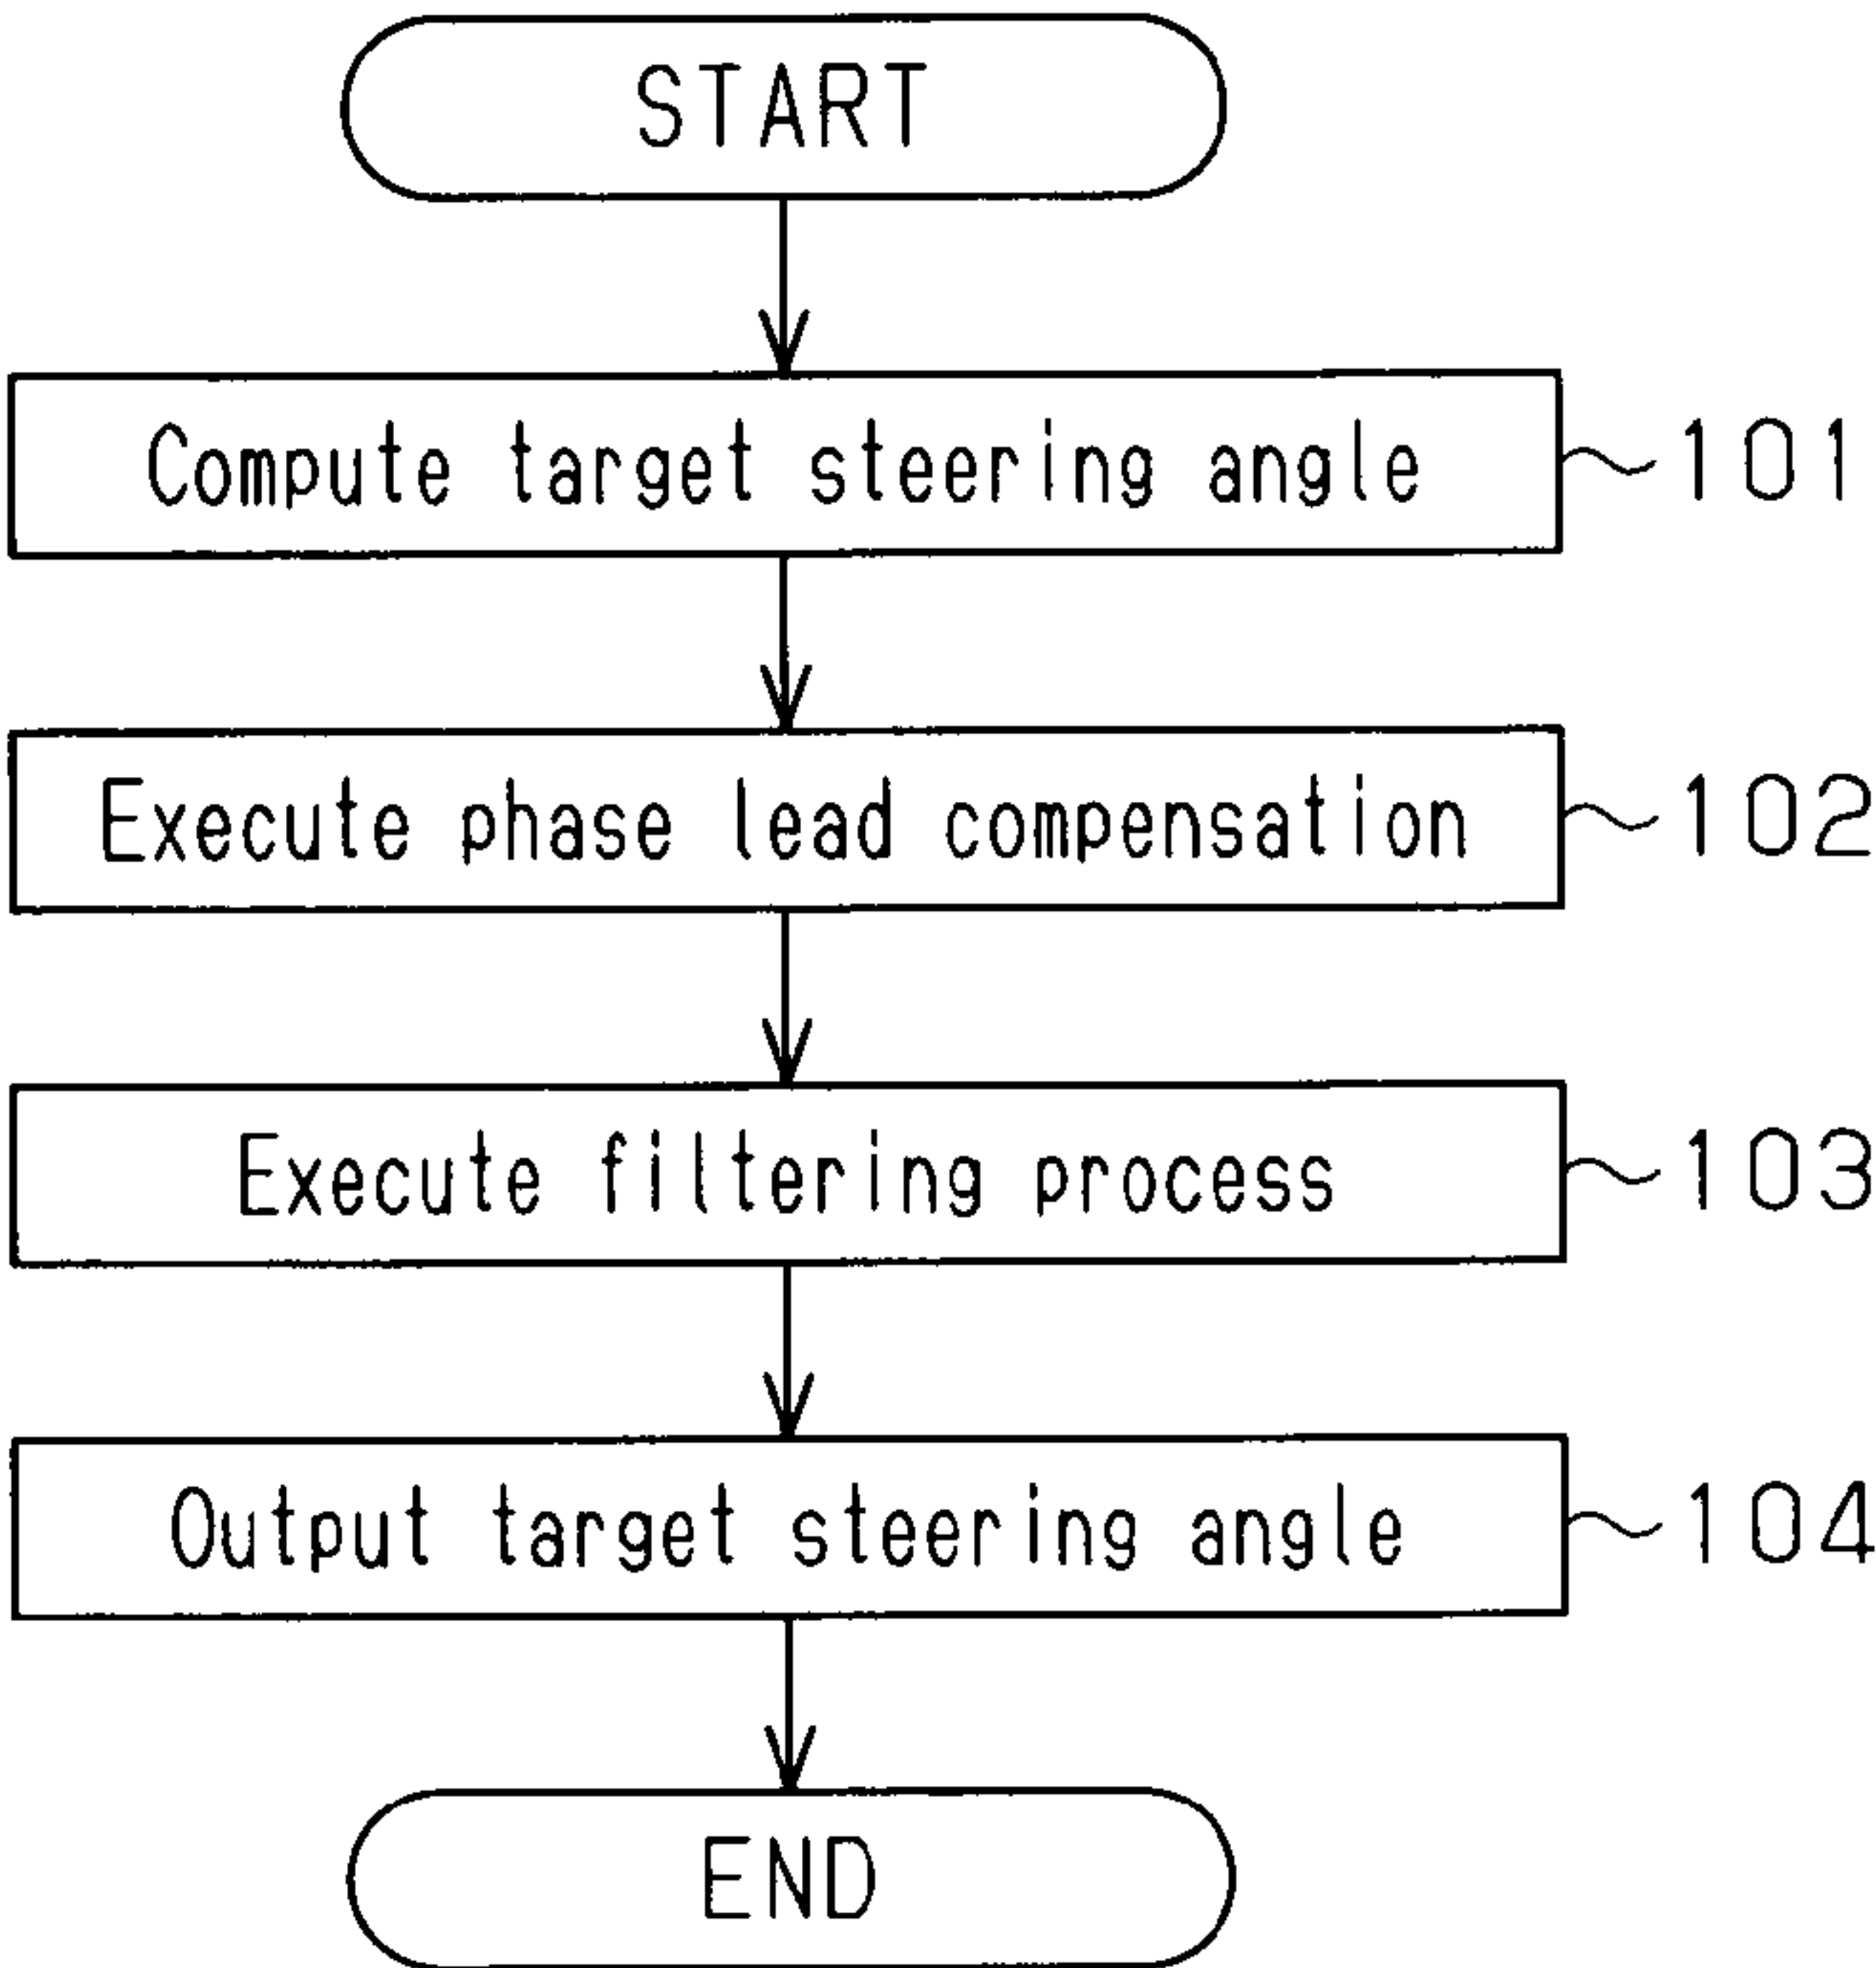 START
Compute target steering angle 101
Execute phase lead compensation 102
Execute filtering process 103
Output target steering angle 104
END